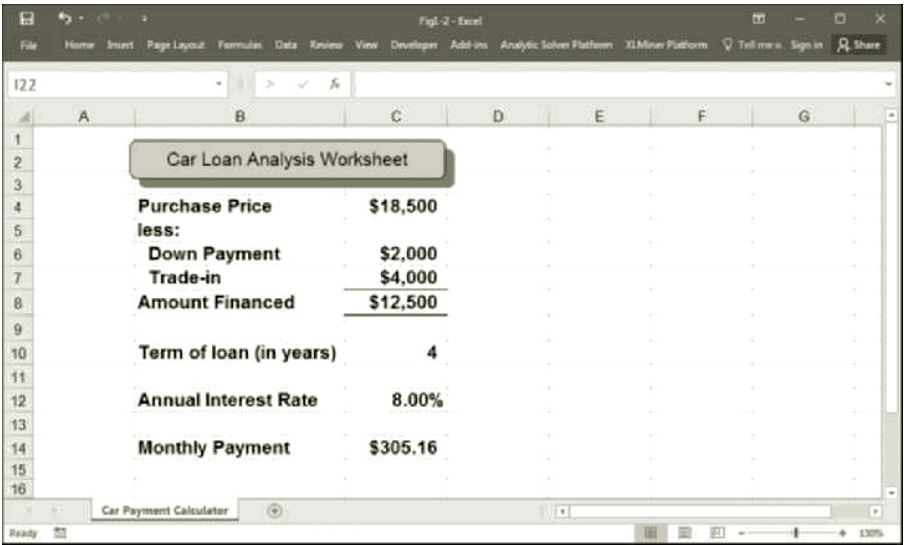 Fig1-2 - Excel
File Home Insert Page Layout Formulas Data Review View Developer Add-ins Analytic Solver Platform XLMiner Platform Tell me Sign in Share
I22 fx
A B C D E F G
1
2 Car Loan Analysis Worksheet
3
4 Purchase Price $18,500
5 less:
6 Down Payment $2,000
7 Trade-in $4,000
8 Amount Financed $12,500
9
10 Term of loan (in years) 4
11
12 Annual Interest Rate 8.00%
13
14 Monthly Payment $305.16
15
16
Car Payment Calculator
Ready 130%